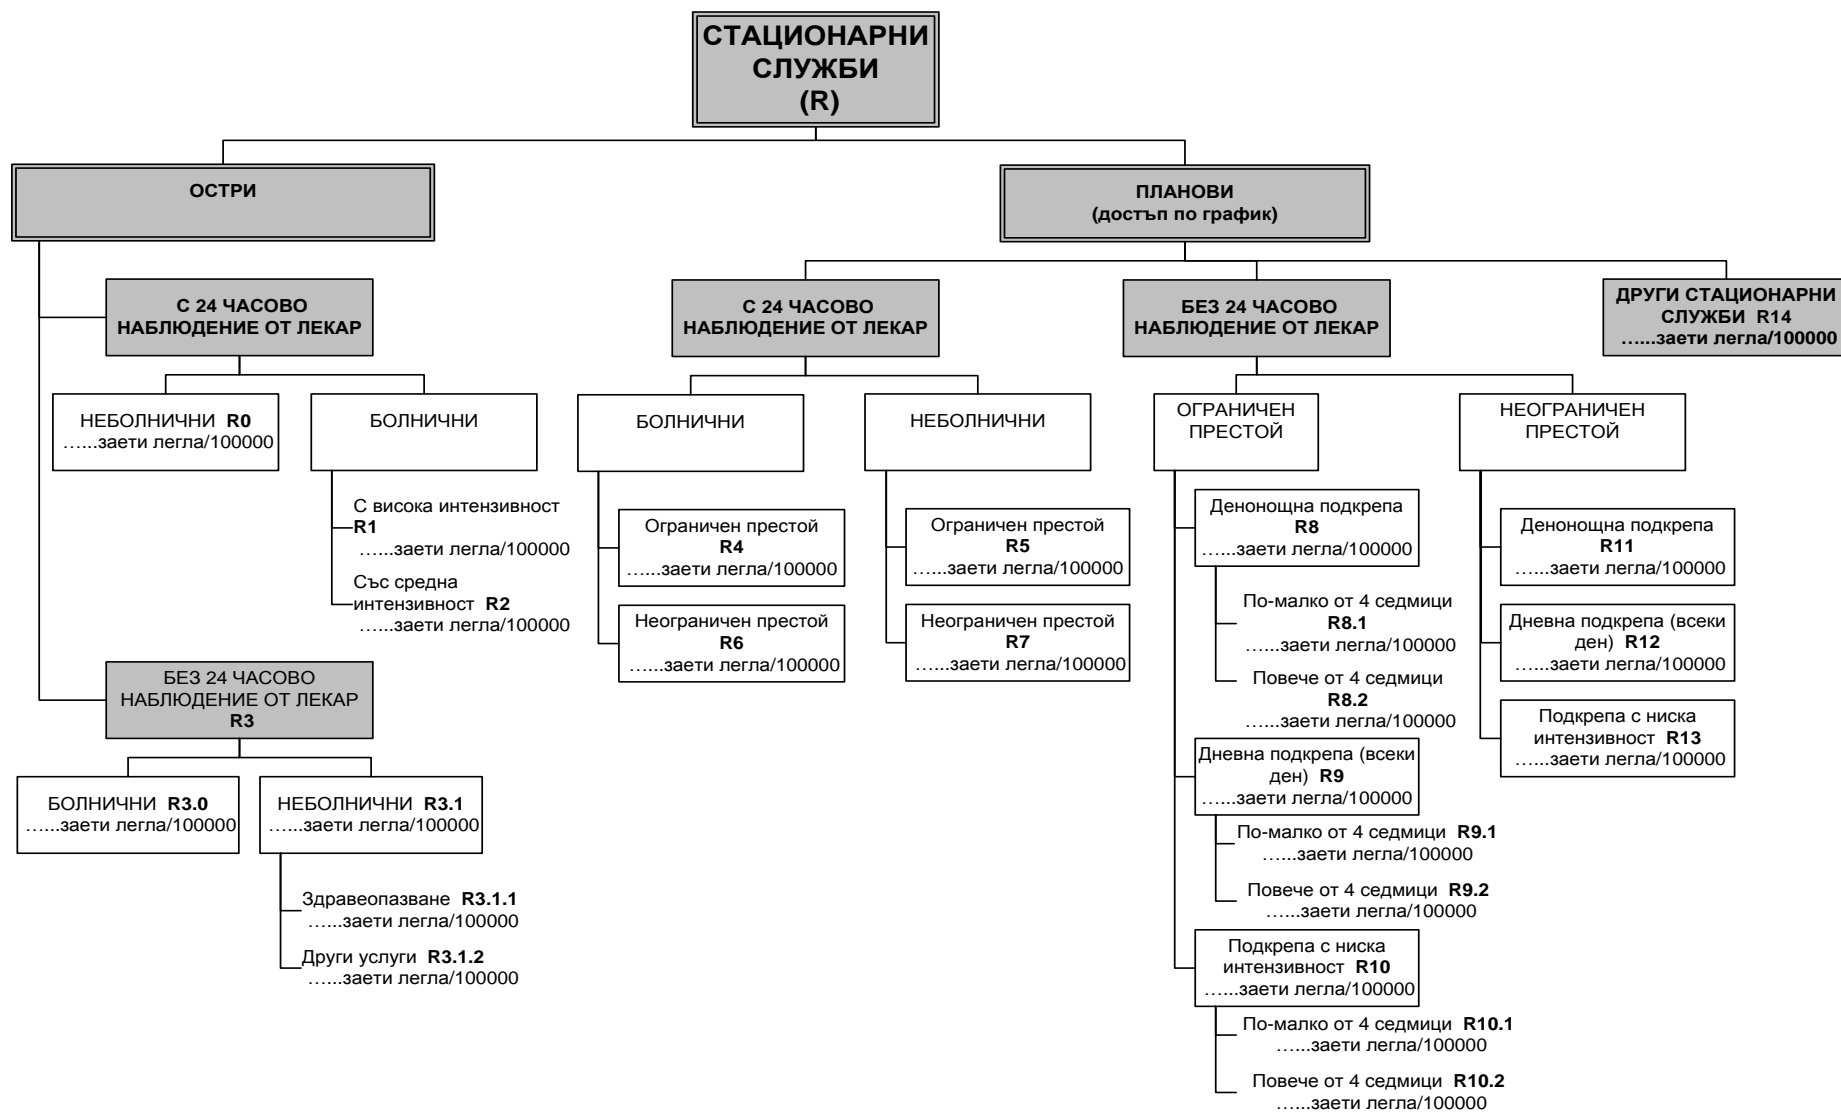 СТАЦИОНАРНИ
СЛУЖБИ
(R)
ОСТРИ
ПЛАНОВИ
(достъп по график)
С 24 ЧАСОВО
НАБЛЮДЕНИЕ ОТ ЛЕКАР
С 24 ЧАСОВО
НАБЛЮДЕНИЕ ОТ ЛЕКАР
БЕЗ 24 ЧАСОВО
НАБЛЮДЕНИЕ ОТ ЛЕКАР
ДРУГИ СТАЦИОНАРНИ
СЛУЖБИ R14
…...заети легла/100000
НЕБОЛНИЧНИ R0
…...заети легла/100000
БОЛНИЧНИ
БОЛНИЧНИ
НЕБОЛНИЧНИ
ОГРАНИЧЕН
ПРЕСТОЙ
НЕОГРАНИЧЕН
ПРЕСТОЙ
С висока интензивност
R1
…...заети легла/100000
Със средна
интензивност R2
…...заети легла/100000
Ограничен престой
R4
…...заети легла/100000
Неограничен престой
R6
…...заети легла/100000
Ограничен престой
R5
…...заети легла/100000
Неограничен престой
R7
…...заети легла/100000
Денонощна подкрепа
R8
…...заети легла/100000
По-малко от 4 седмици
R8.1
…...заети легла/100000
Повече от 4 седмици
R8.2
…...заети легла/100000
Дневна подкрепа (всеки
ден) R9
…...заети легла/100000
По-малко от 4 седмици R9.1
…...заети легла/100000
Повече от 4 седмици R9.2
…...заети легла/100000
Подкрепа с ниска
интензивност R10
…...заети легла/100000
По-малко от 4 седмици R10.1
…...заети легла/100000
Повече от 4 седмици R10.2
…...заети легла/100000
Денонощна подкрепа
R11
…...заети легла/100000
Дневна подкрепа (всеки
ден) R12
…...заети легла/100000
Подкрепа с ниска
интензивност R13
…...заети легла/100000
БЕЗ 24 ЧАСОВО
НАБЛЮДЕНИЕ ОТ ЛЕКАР
R3
БОЛНИЧНИ R3.0
…...заети легла/100000
НЕБОЛНИЧНИ R3.1
…...заети легла/100000
Здравеопазване R3.1.1
…...заети легла/100000
Други услуги R3.1.2
…...заети легла/100000